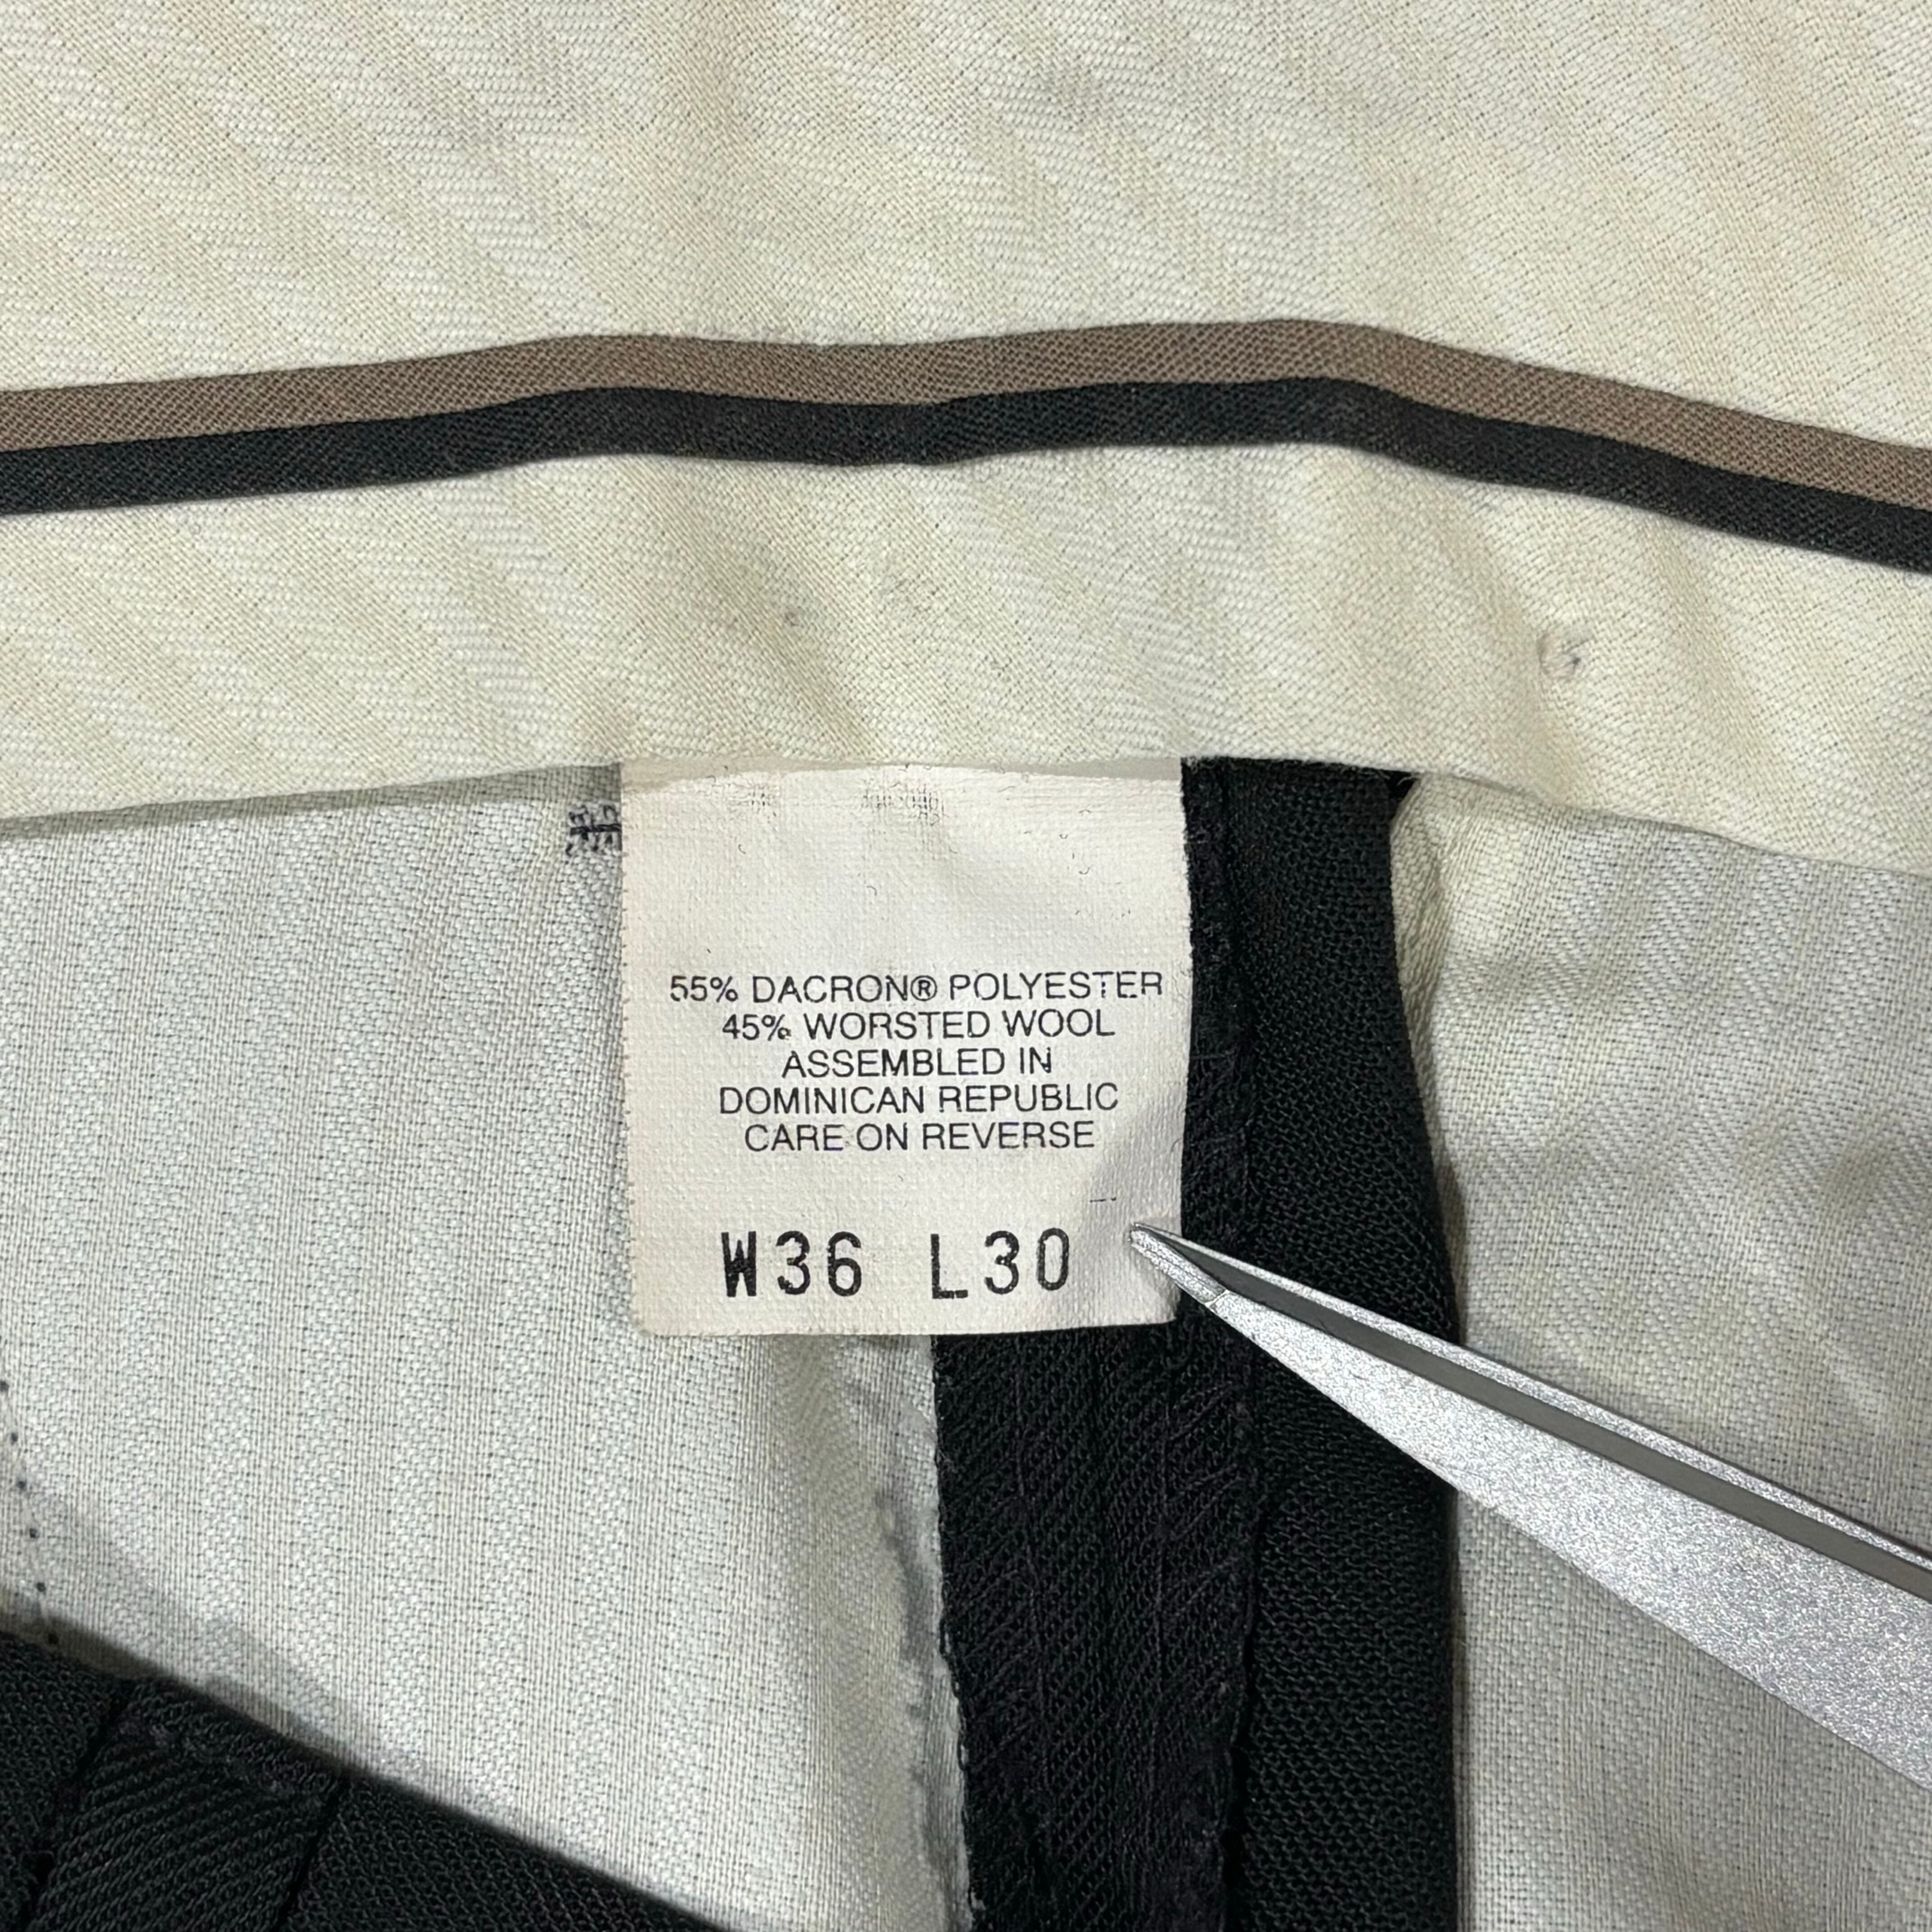 55% DACRON® POLYESTER
45% WORSTED WOOL
ASSEMBLED IN
DOMINICAN REPUBLIC
CARE ON REVERSE
W36 L30